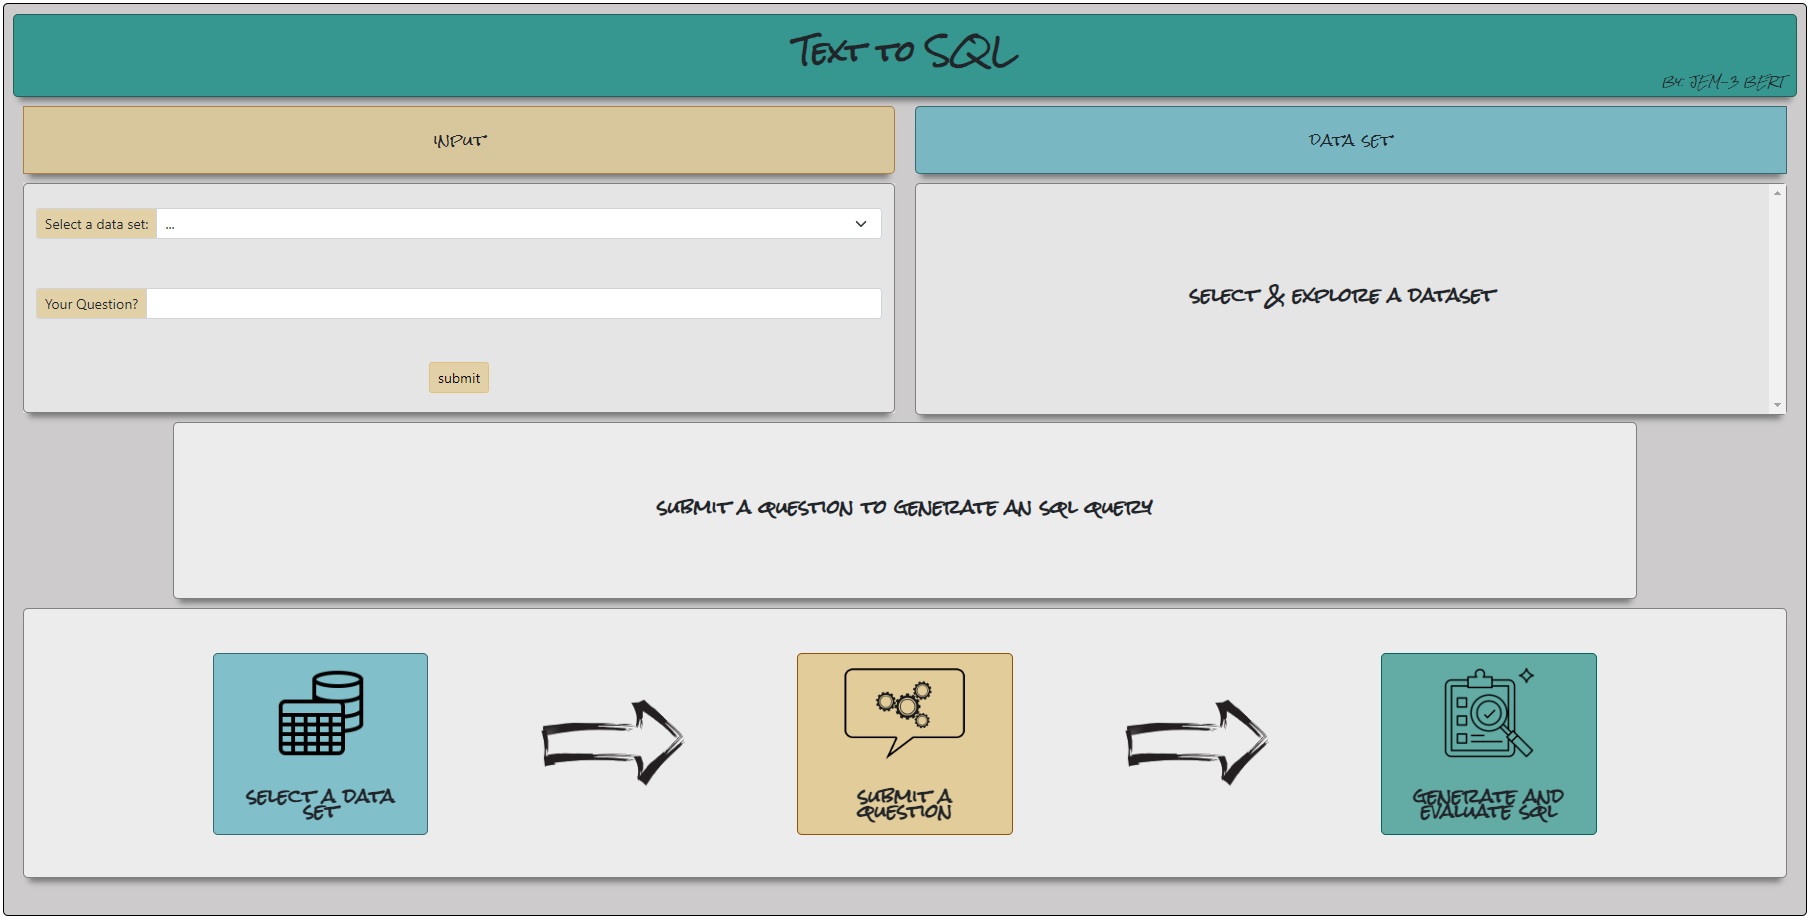 Text to SQL
By: JEM-3 BERT
INPUT
DATA SET
Select a data set:
...
Your Question?
submit
SELECT & EXPLORE A DATASET
SUBMIT A QUESTION TO GENERATE AN SQL QUERY
SELECT A DATA
SET
SUBMIT A
QUESTION
GENERATE AND
EVALUATE SQL